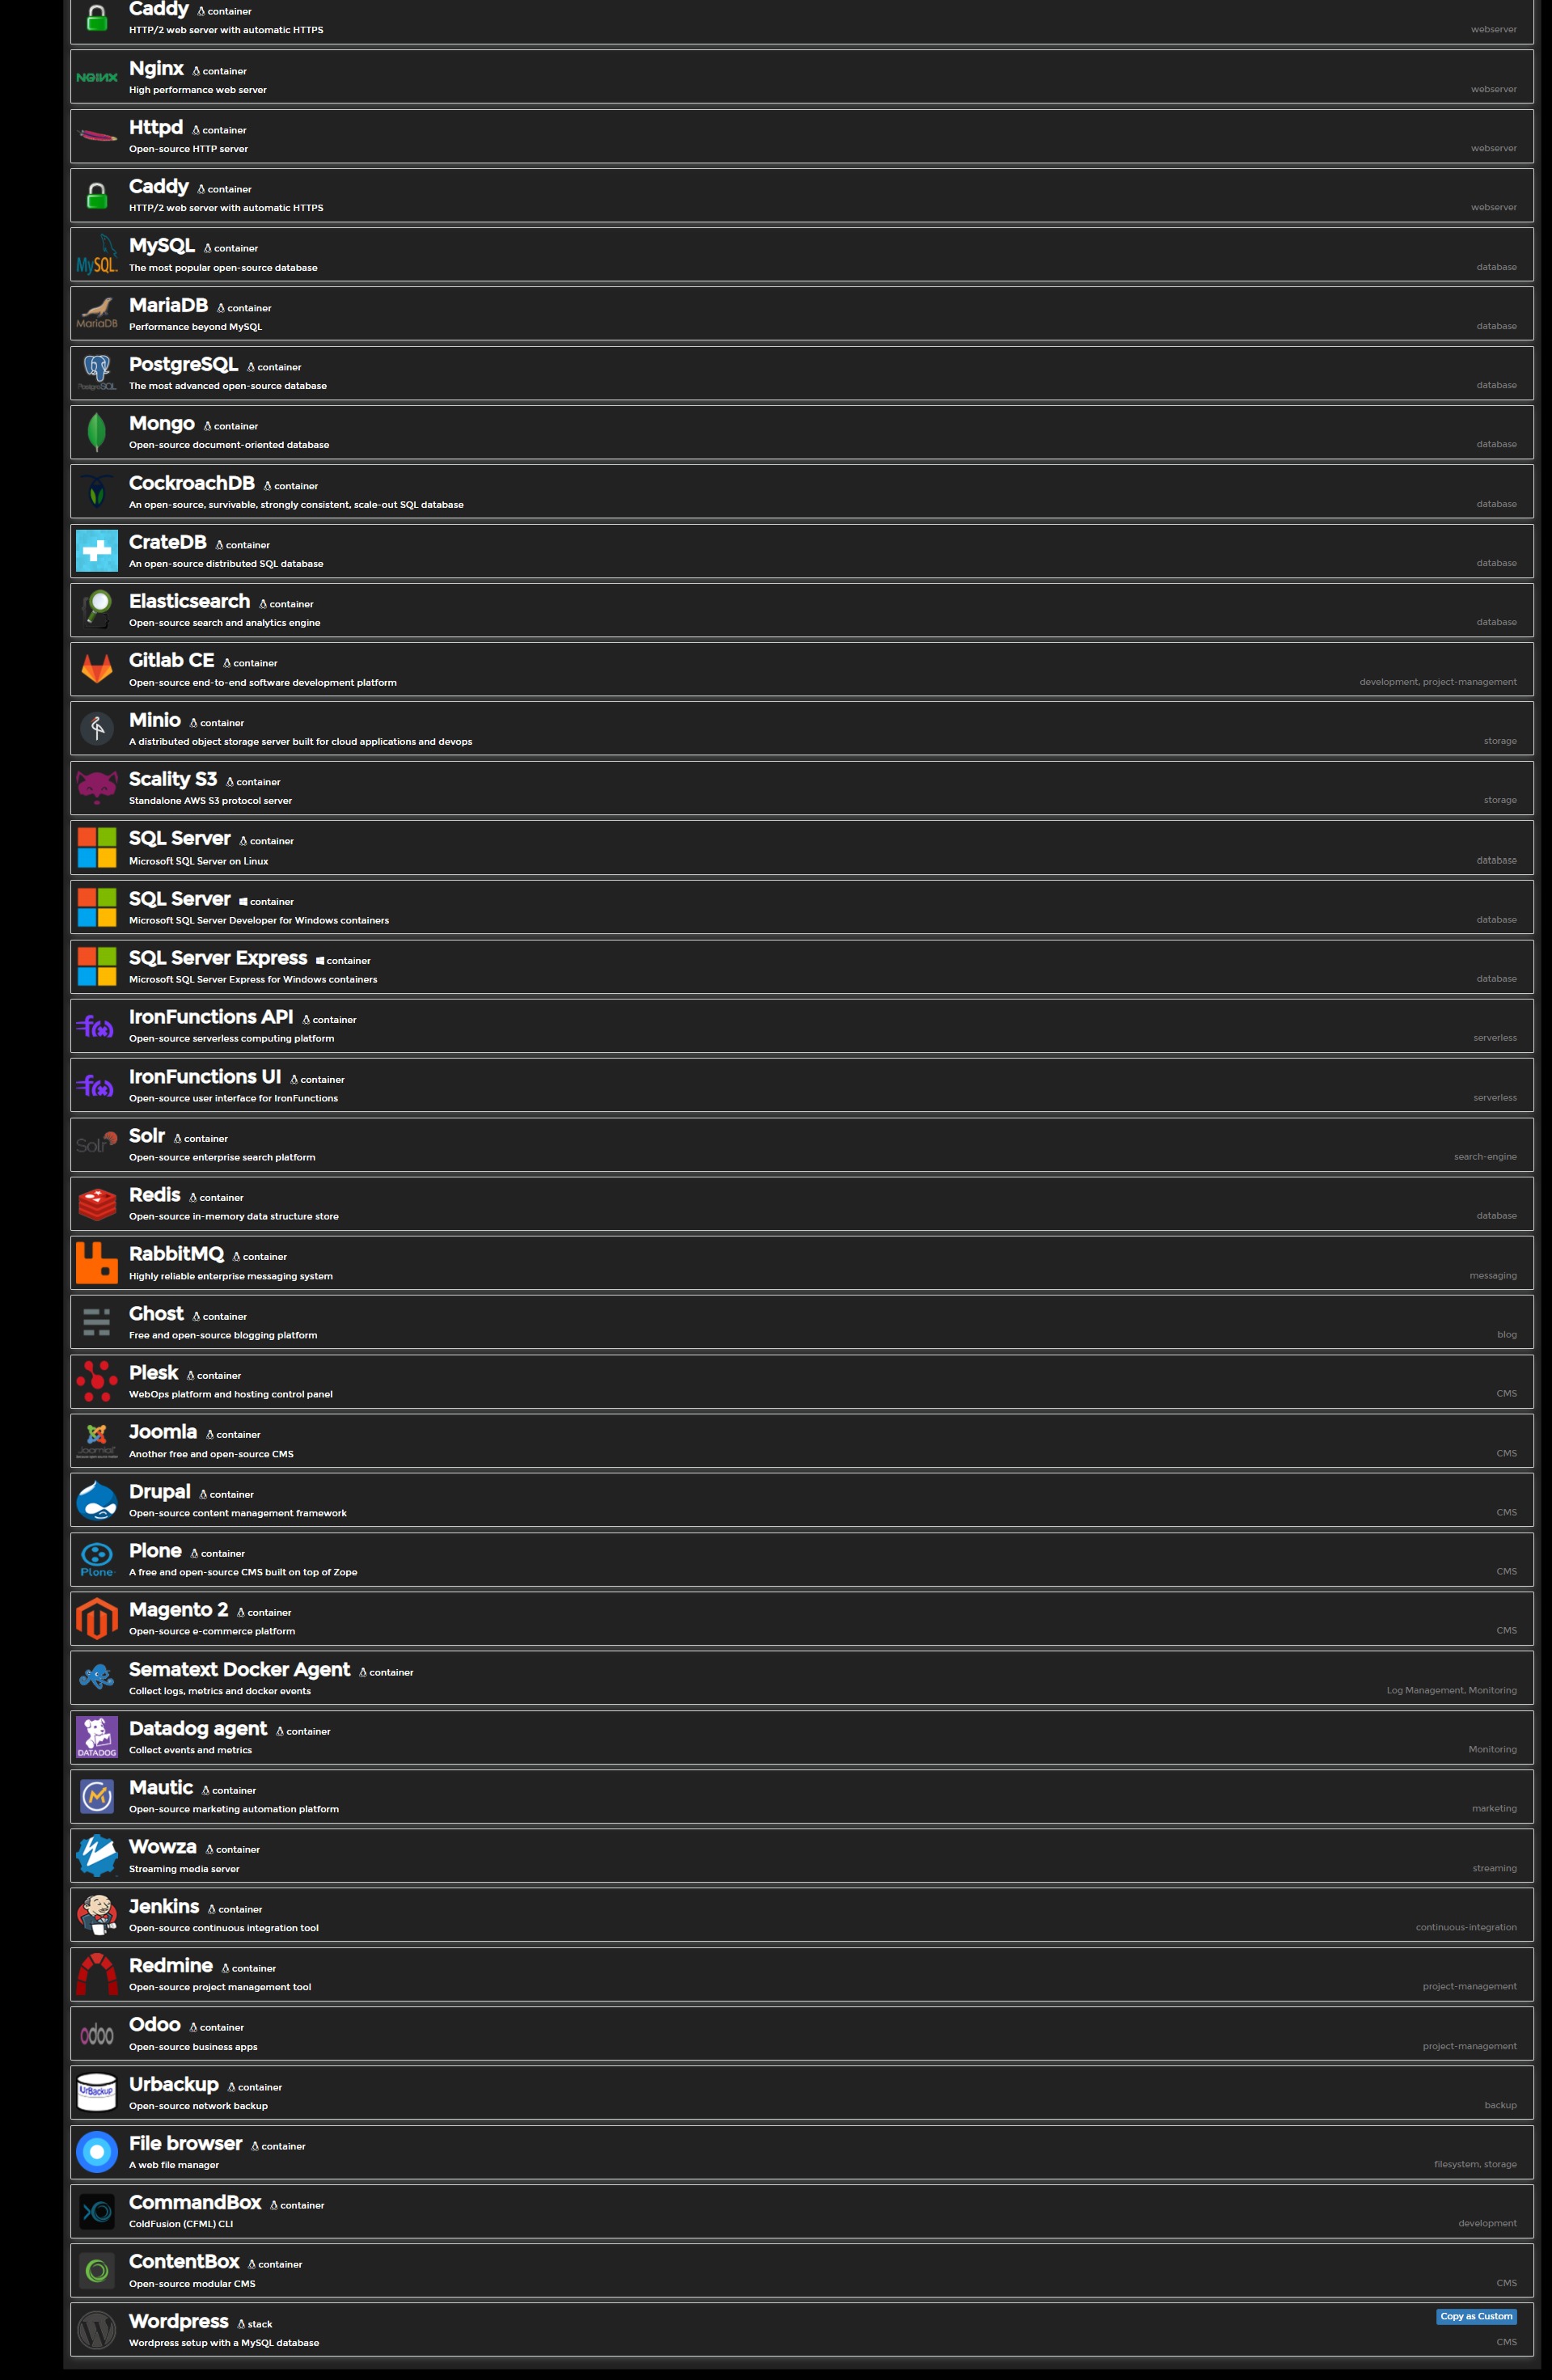 Caddy container
HTTP/2 web server with automatic HTTPS
webserver
NGINX
Nginx container
High performance web server
webserver
Httpd container
Open-source HTTP server
webserver
Caddy container
HTTP/2 web server with automatic HTTPS
webserver
MySQL container
MySQL
The most popular open-source database
database
MariaDB container
MariaDB
Performance beyond MySQL
database
PostgreSQL container
PostgreSQL
The most advanced open-source database
database
Mongo container
Open-source document-oriented database
database
CockroachDB container
An open-source, survivable, strongly consistent, scale-out SQL database
database
CrateDB container
An open-source distributed SQL database
database
Elasticsearch container
Open-source search and analytics engine
database
Gitlab CE container
Open-source end-to-end software development platform
development, project-management
Minio container
A distributed object storage server built for cloud applications and devops
storage
Scality S3 container
Standalone AWS S3 protocol server
storage
SQL Server container
Microsoft SQL Server on Linux
database
SQL Server container
Microsoft SQL Server Developer for Windows containers
database
SQL Server Express container
Microsoft SQL Server Express for Windows containers
database
f(x)
IronFunctions API container
Open-source serverless computing platform
serverless
f(x)
IronFunctions UI container
Open-source user interface for IronFunctions
serverless
Solr
Solr container
Open-source enterprise search platform
search-engine
Redis container
Open-source in-memory data structure store
database
RabbitMQ container
Highly reliable enterprise messaging system
messaging
Ghost container
Free and open-source blogging platform
blog
Plesk container
WebOps platform and hosting control panel
CMS
Joomla container
Joomla!
Another free and open-source CMS
CMS
Drupal container
Open-source content management framework
CMS
Plone container
Plone
A free and open-source CMS built on top of Zope
CMS
Magento 2 container
Open-source e-commerce platform
CMS
Sematext Docker Agent container
Collect logs, metrics and docker events
Log Management, Monitoring
Datadog agent container
DATADOG
Collect events and metrics
Monitoring
Mautic container
Open-source marketing automation platform
marketing
Wowza container
Streaming media server
streaming
Jenkins container
Open-source continuous integration tool
continuous-integration
Redmine container
Open-source project management tool
project-management
odoo
Odoo container
Open-source business apps
project-management
UrBackup
Urbackup container
Open-source network backup
backup
File browser container
A web file manager
filesystem, storage
CommandBox container
ColdFusion (CFML) CLI
development
ContentBox container
Open-source modular CMS
CMS
Wordpress stack
Copy as Custom
Wordpress setup with a MySQL database
CMS